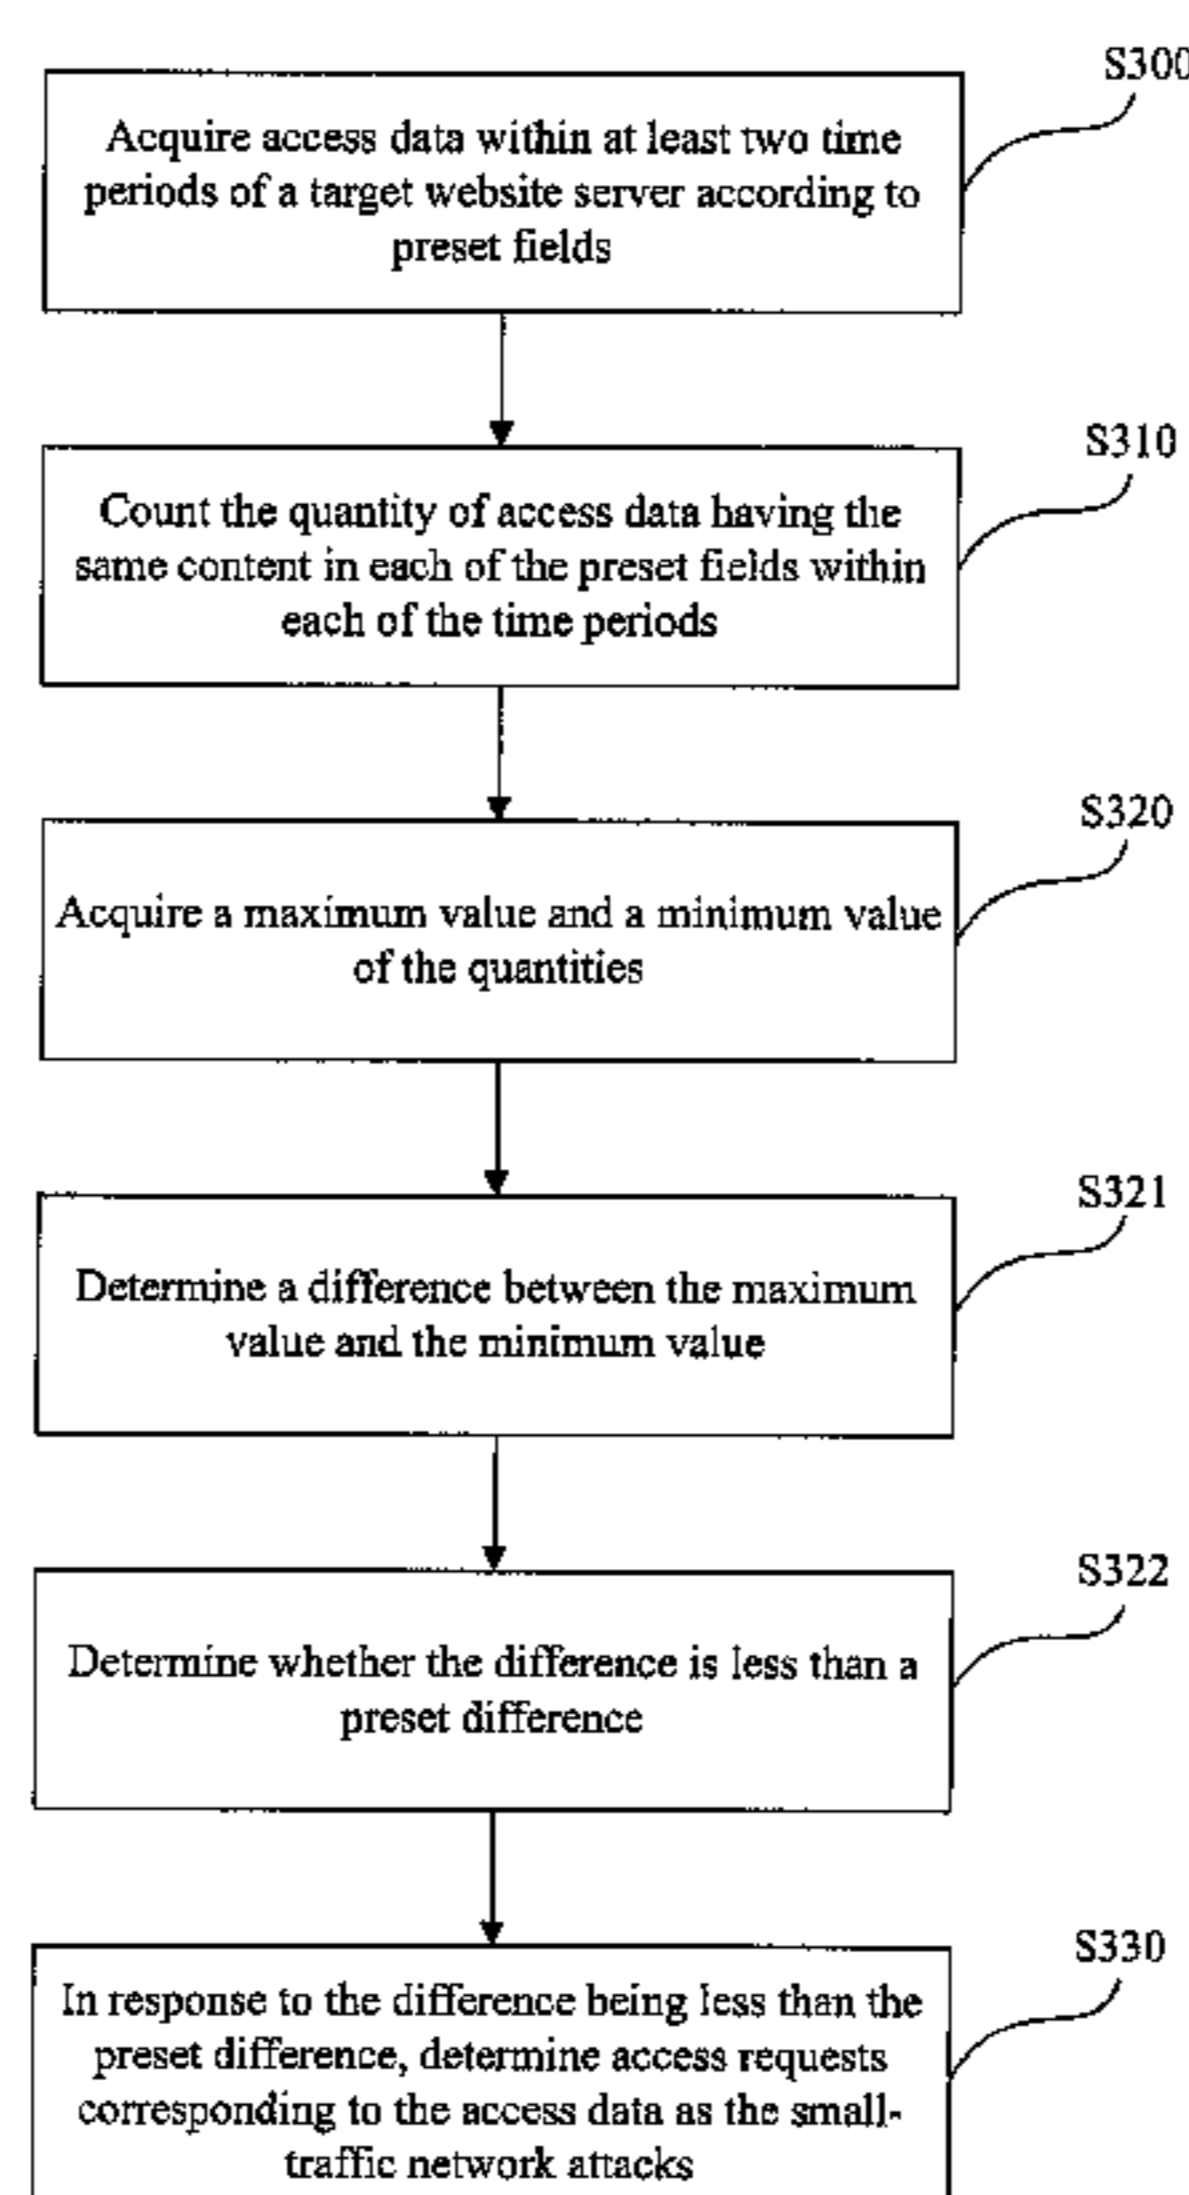 S300
Acquire access data within at least two time
periods of a target website server according to
preset fields
S310
Count the quantity of access data having the
same content in each of the preset fields within
each of the time periods
S320
Acquire a maximum value and a minimum value
of the quantities
S321
Determine a difference between the maximum
value and the minimum value
S322
Determine whether the difference is less than a
preset difference
S330
In response to the difference being less than the
preset difference, determine access requests
corresponding to the access data as the small-
traffic network attacks